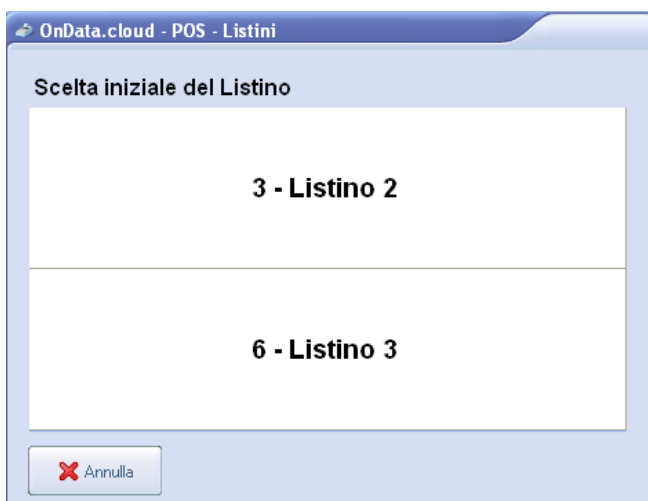 OnData.cloud - POS - Listini
Scelta iniziale del Listino
3 - Listino 2
6 - Listino 3
Annulla